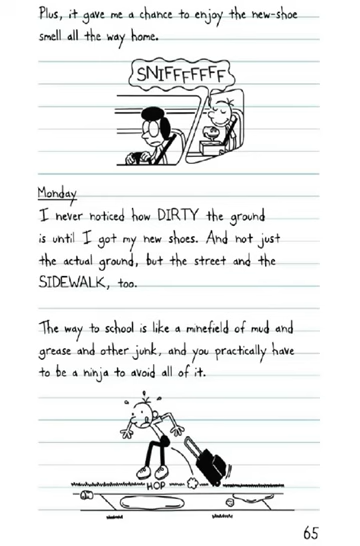 Plus, it gave me a chance to enjoy the new-shoe
smell all the way home.
SNIFFFFFFF
Monday
I never noticed how DIRTY the ground
is until I got my new shoes. And not just
the actual ground, but the street and the
SIDEWALK, too.
The way to school is like a minefield of mud and
grease and other junk, and you practically have
to be a ninja to avoid all of it.
HOP
65